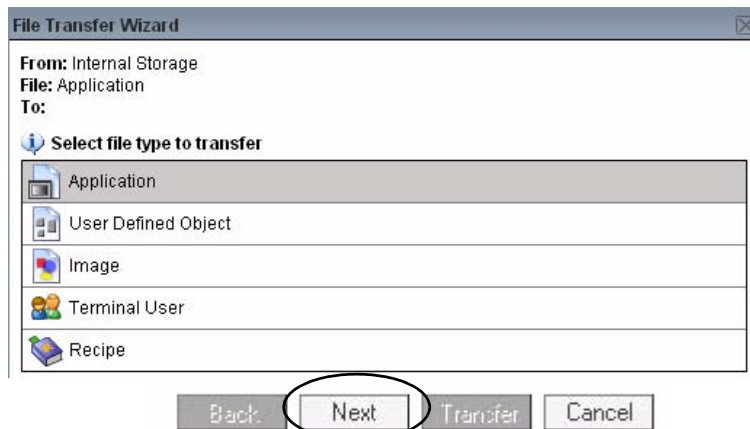 File Transfer Wizard
From: Internal Storage
File: Application
To:
Select file type to transfer
Application
User Defined Object
Image
Terminal User
Recipe
Back Next Transfer Cancel